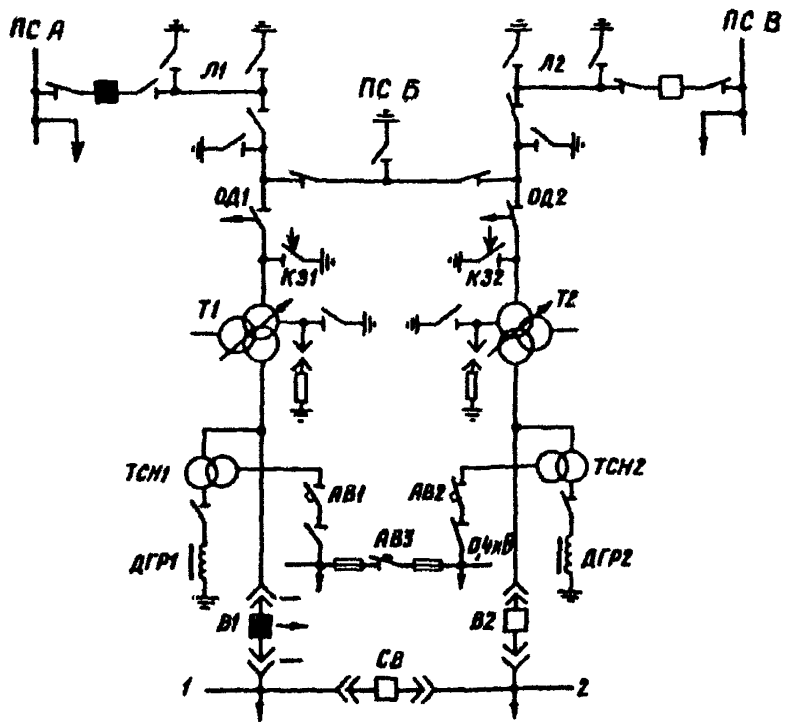 ПС А
ПС В
Л1
Л2
ПС Б
ОД1
ОД2
КЗ1
КЗ2
Т1
Т2
ТСН1
ТСН2
АВ1
АВ2
АВ3
0,4кВ
ДГР1
ДГР2
В1
В2
СВ
1
2